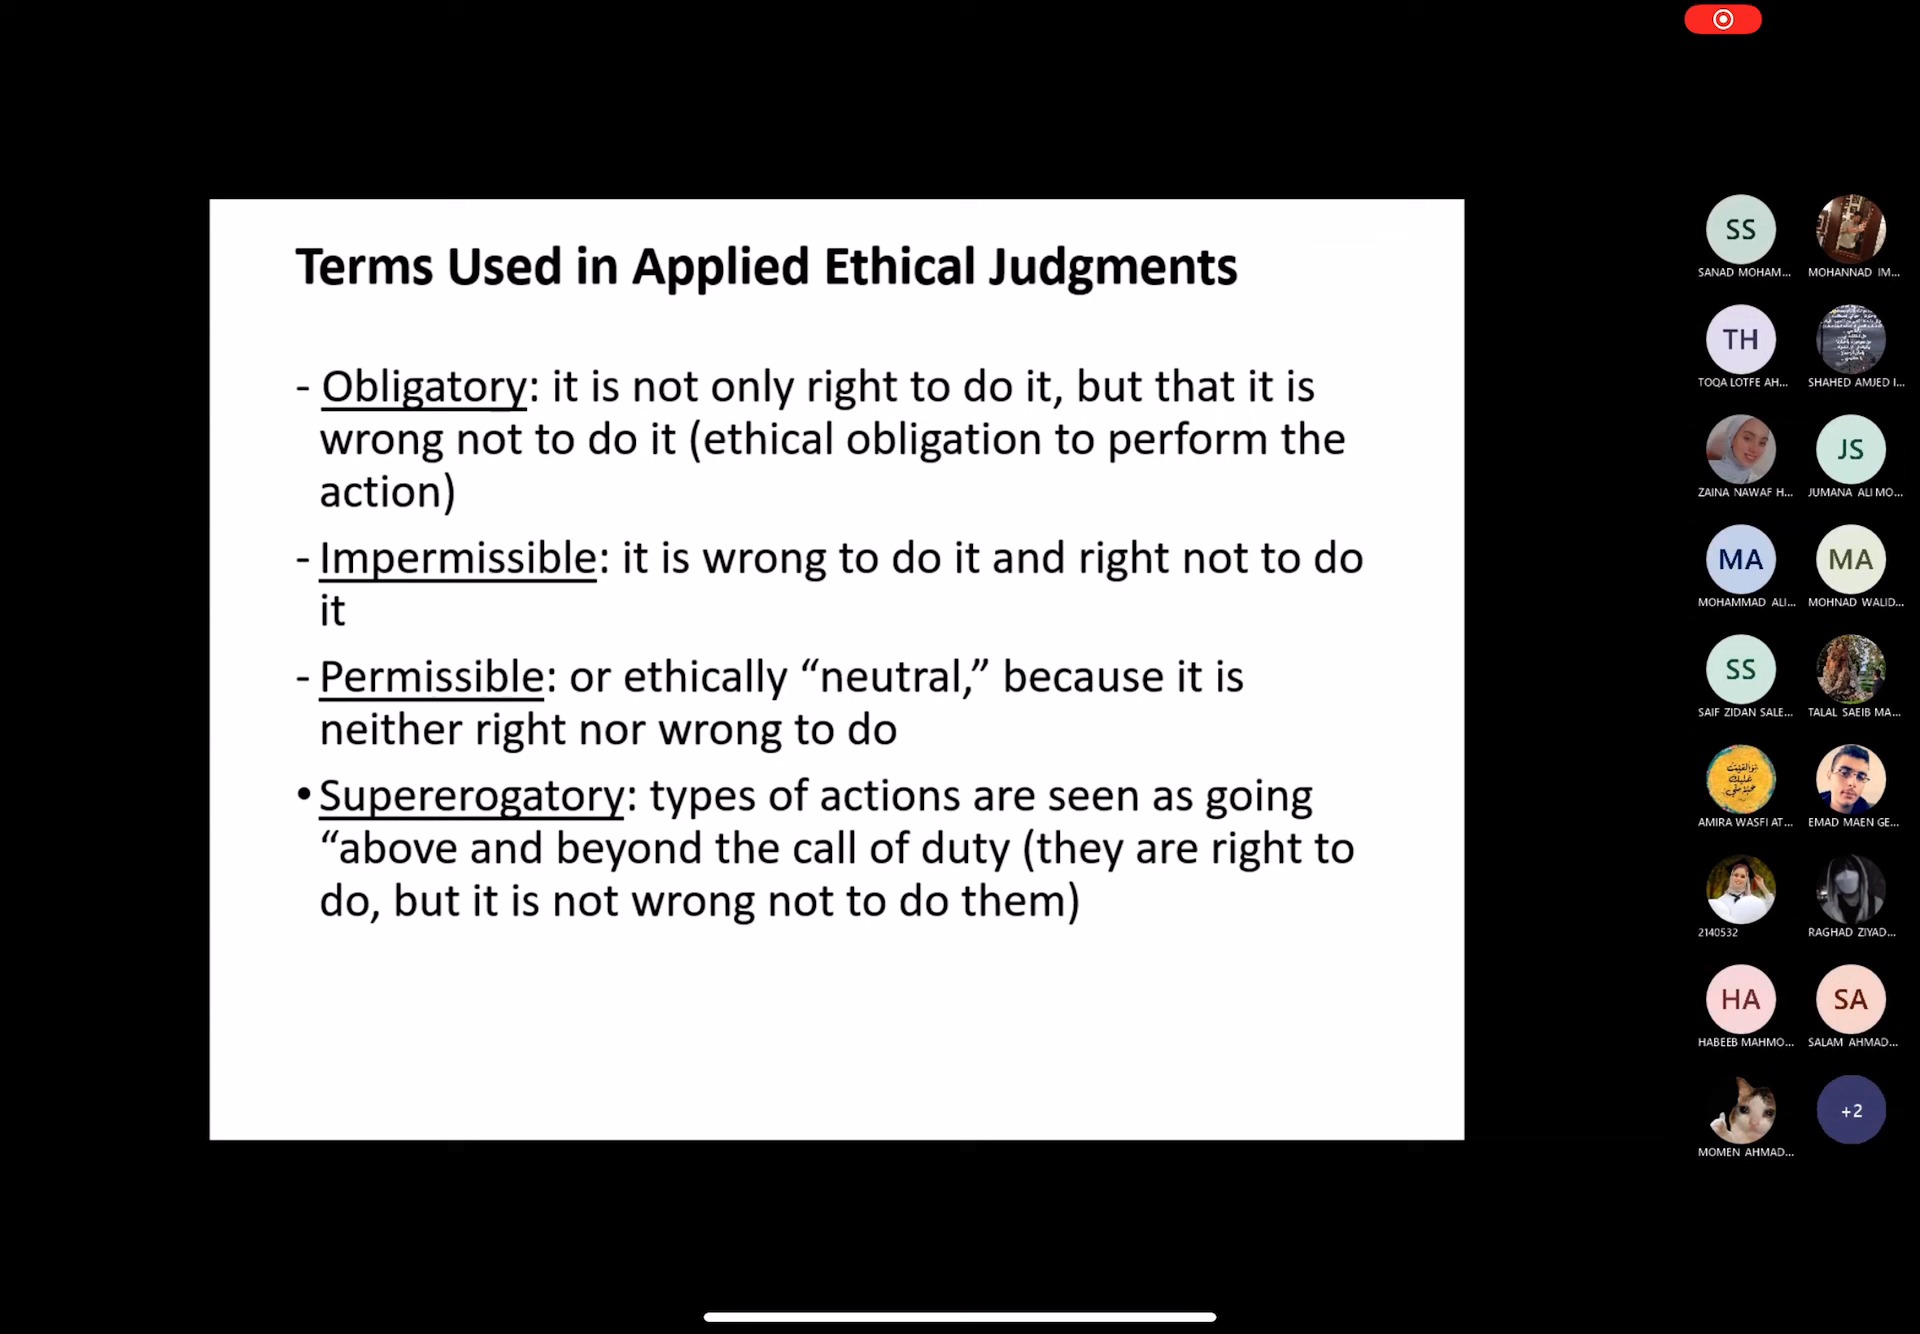 Terms Used in Applied Ethical Judgments
- Obligatory: it is not only right to do it, but that it is
wrong not to do it (ethical obligation to perform the
action)
- Impermissible: it is wrong to do it and right not to do
it
- Permissible: or ethically “neutral,” because it is
neither right nor wrong to do
• Supererogatory: types of actions are seen as going
“above and beyond the call of duty (they are right to
do, but it is not wrong not to do them)
SS
SANAD MOHAM...
MOHANNAD IM...
TH
TOQA LOTFE AH...
SHAHED AMJED I...
ZAINA NAWAF H...
JS
JUMANA ALI MO...
MA
MOHAMMAD ALI...
MA
MOHNAD WALID...
SS
SAIF ZIDAN SALE...
TALAL SAEIB MA...
AMIRA WASFI AT...
EMAD MAEN GE...
2140532
RAGHAD ZIYAD...
HA
HABEEB MAHMO...
SA
SALAM AHMAD...
MOMEN AHMAD...
+2